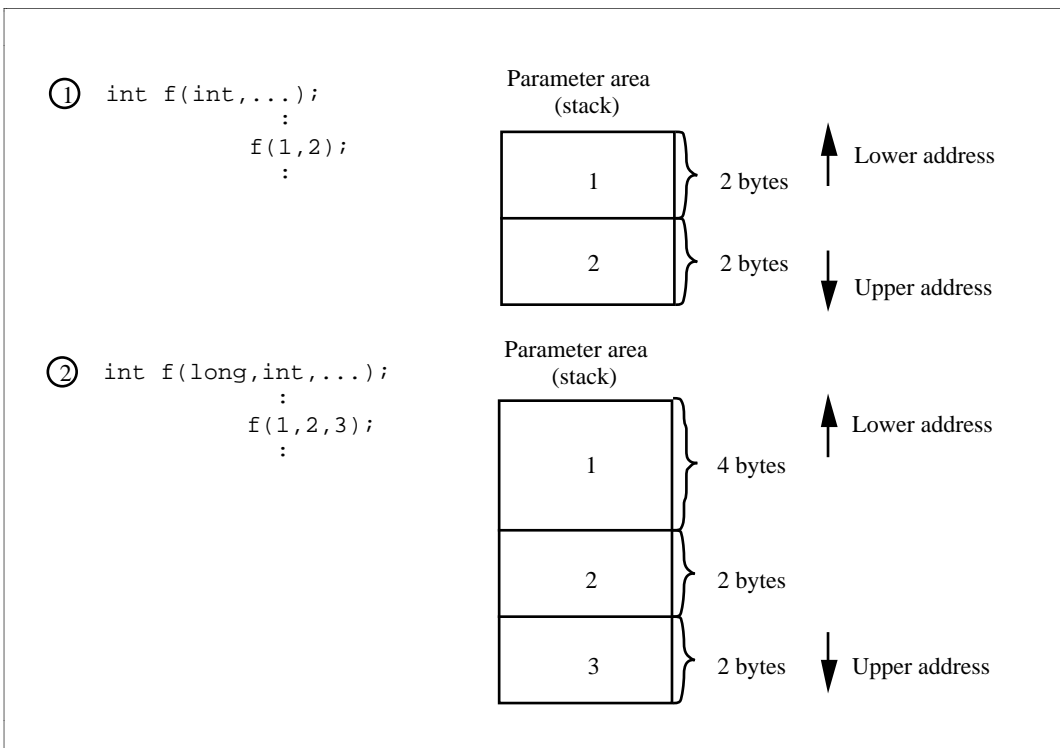 1 int f(int,...);
:
f(1,2);
:
Parameter area
(stack)
1
2 bytes
2
2 bytes
Lower address
Upper address
2 int f(long,int,...);
:
f(1,2,3);
:
Parameter area
(stack)
1
4 bytes
2
2 bytes
3
2 bytes
Lower address
Upper address